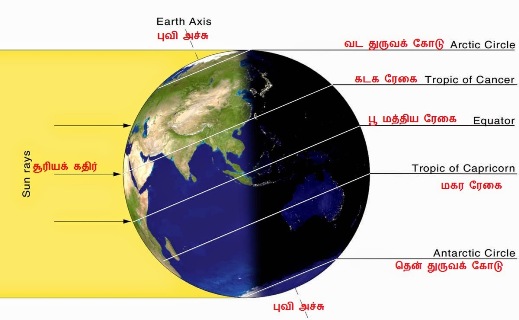 Earth Axis
புவி அச்சு
வட துருவக் கோடு Arctic Circle
கடக ரேகை Tropic of Cancer
பூ மத்திய ரேகை Equator
Sun rays
சூரியக் கதிர்
Tropic of Capricorn
மகர ரேகை
Antarctic Circle
தென் துருவக் கோடு
புவி அச்சு